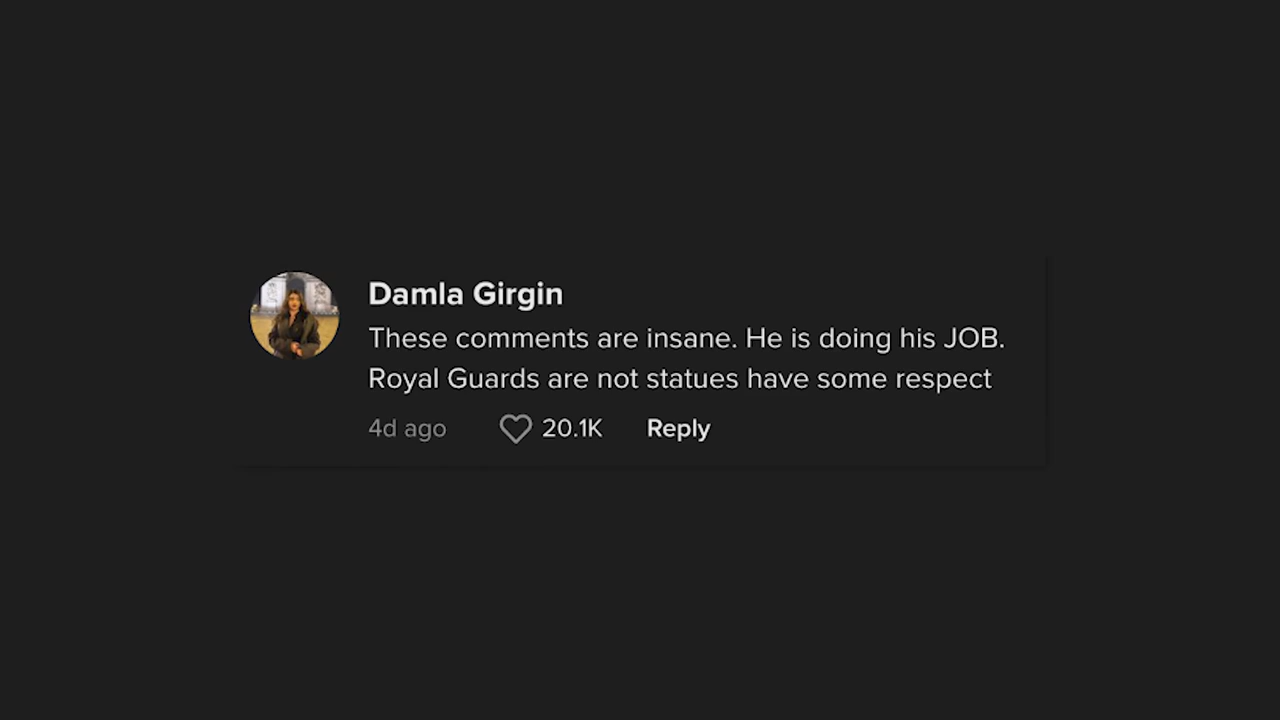 Damla Girgin
These comments are insane. He is doing his JOB.
Royal Guards are not statues have some respect
4d ago 20.1K Reply